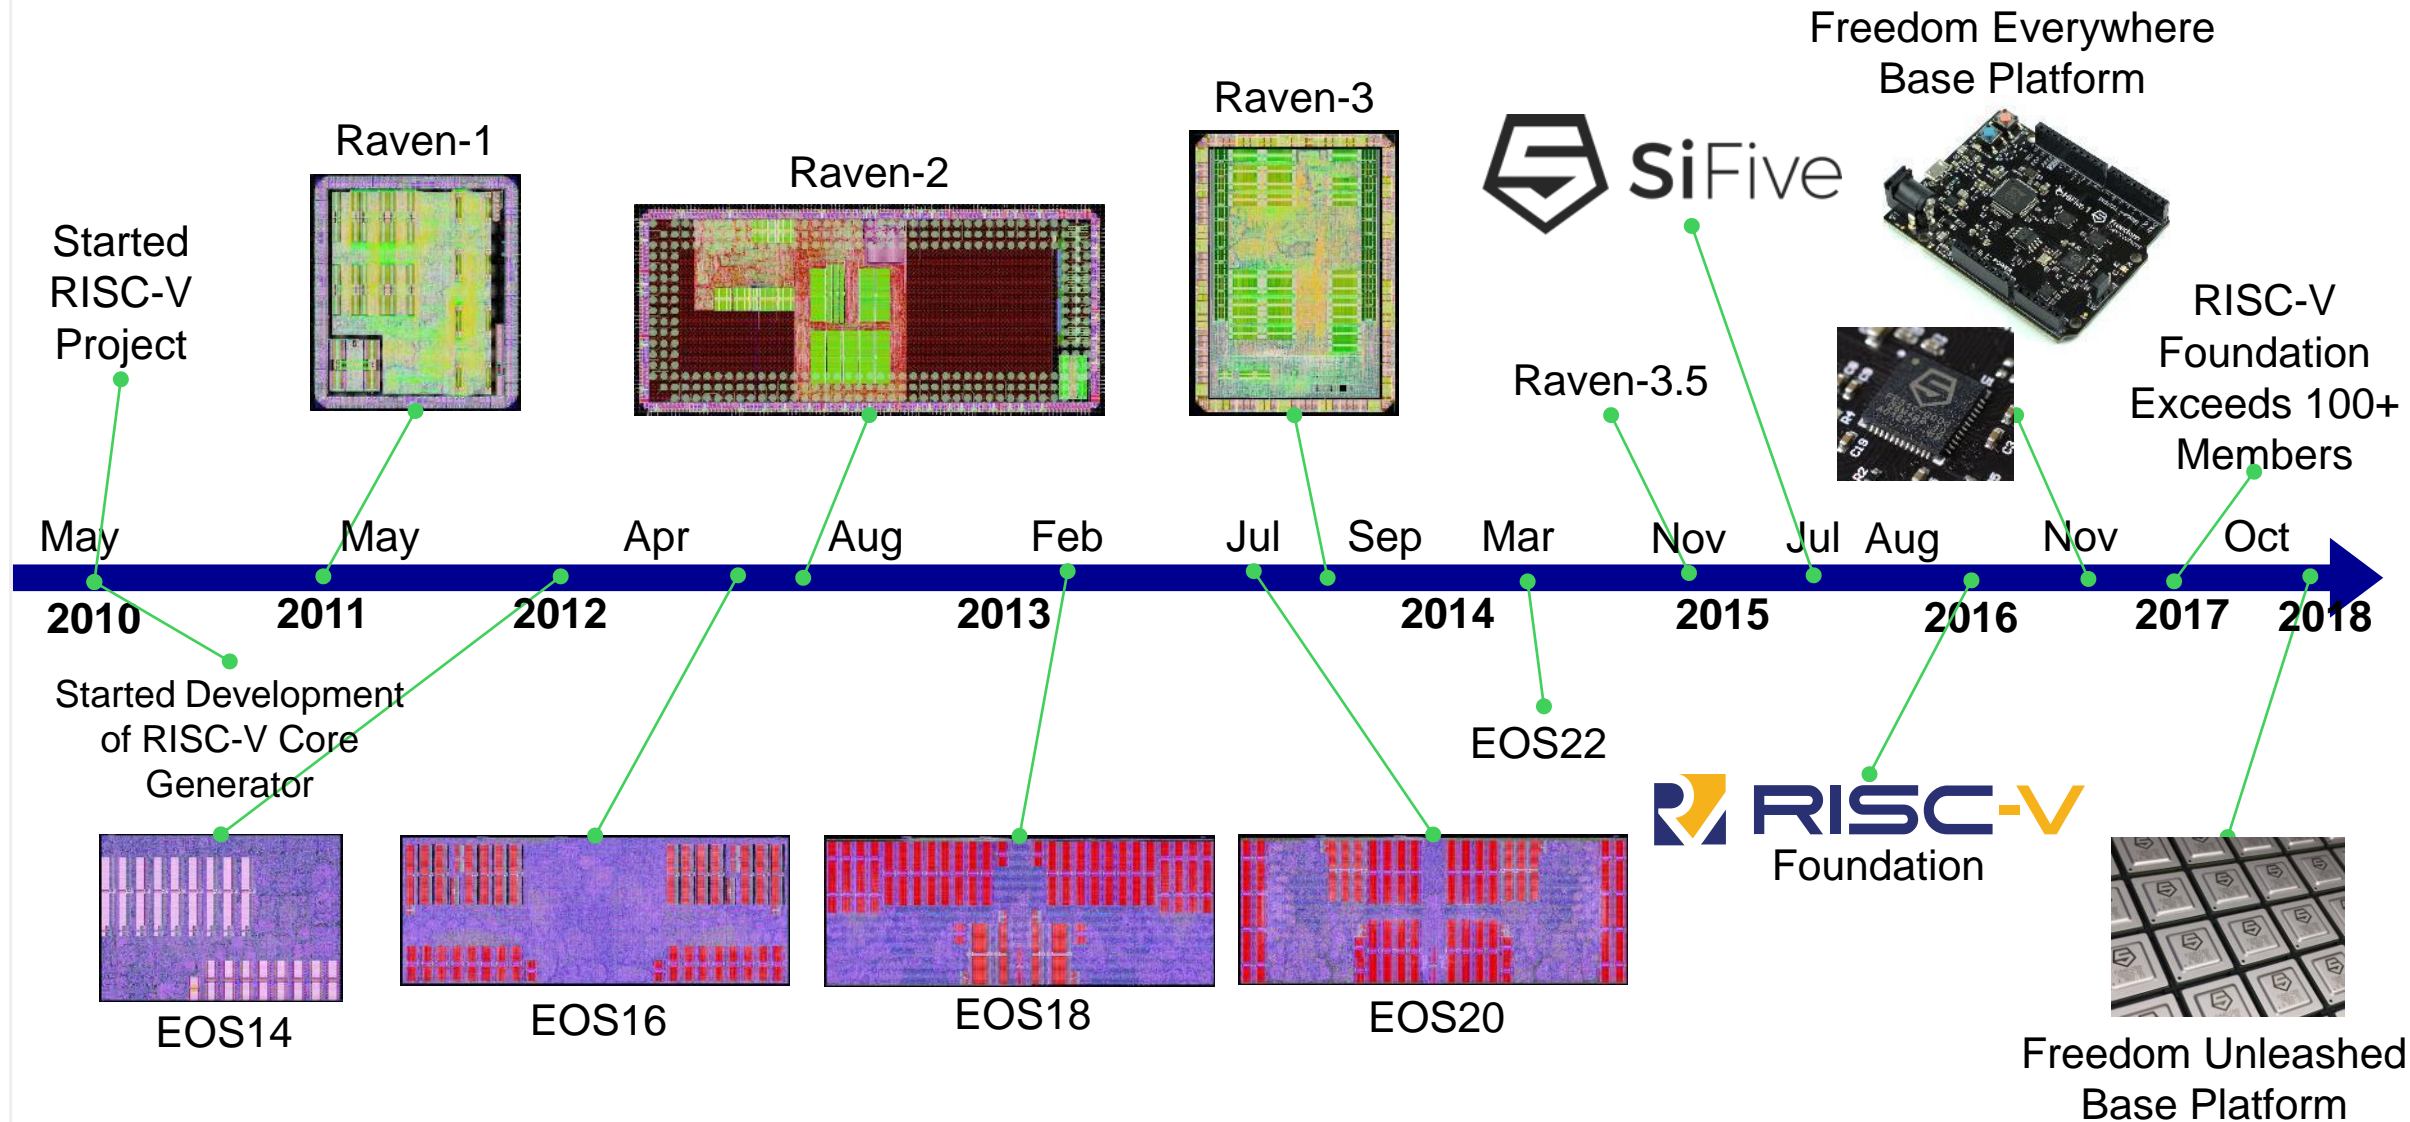 Freedom Everywhere
Base Platform
Raven-3
Raven-1
Raven-2
SiFive
Started
RISC-V
Project
RISC-V
Foundation
Exceeds 100+
Members
Raven-3.5
May
May
Apr
Aug
Feb
Jul
Sep
Mar
Nov
Jul
Aug
Nov
Oct
2010
2011
2012
2013
2014
2015
2016
2017
2018
Started Development
of RISC-V Core
Generator
EOS22
RISC-V
Foundation
EOS14
EOS16
EOS18
EOS20
Freedom Unleashed
Base Platform